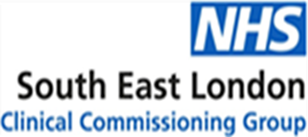 NHS
South East London
Clinical Commissioning Group